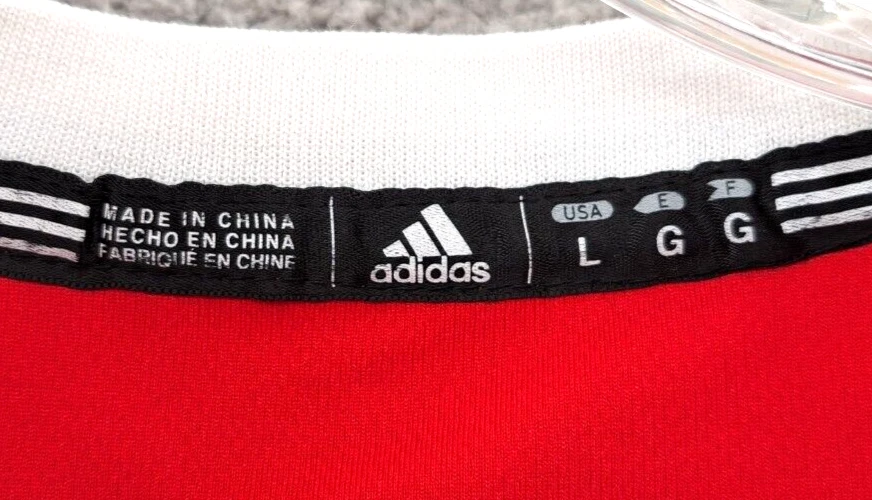 MADE IN CHINA
HECHO EN CHINA
FABRIQUÉ EN CHINE
adidas
USA E F
L G G